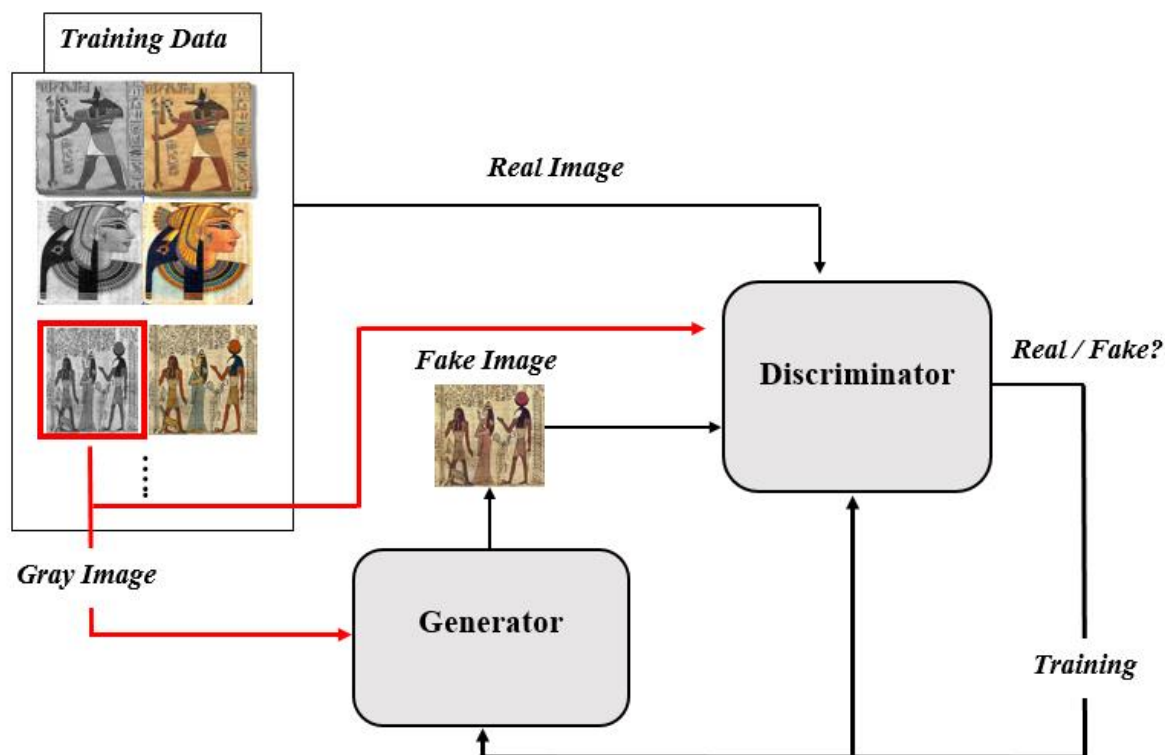 Training Data
Real Image
Fake Image
Real / Fake?
Discriminator
Gray Image
Generator
Training